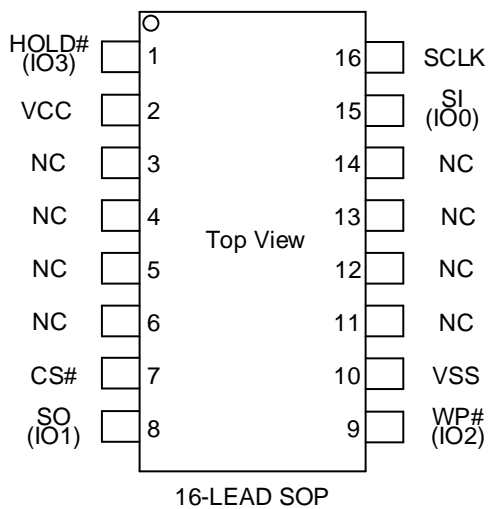 HOLD#
(IO3)
1
16
SCLK
VCC
2
15
SI
(IO0)
NC
3
14
NC
NC
4
13
NC
Top View
NC
5
12
NC
NC
6
11
NC
CS#
7
10
VSS
SO
(IO1)
8
9
WP#
(IO2)
16-LEAD SOP